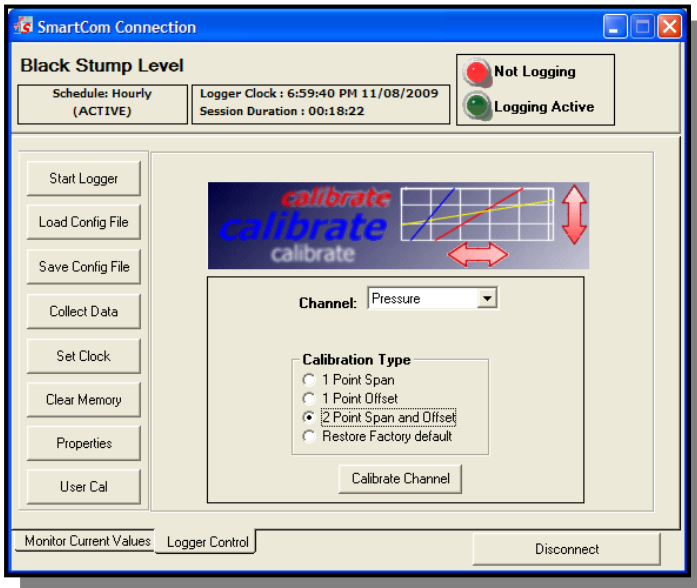 SmartCom Connection
Black Stump Level
Schedule: Hourly
(ACTIVE)
Logger Clock : 6:59:40 PM 11/08/2009
Session Duration : 00:18:22
Not Logging
Logging Active
Start Logger
Load Config File
Save Config File
Collect Data
Set Clock
Clear Memory
Properties
User Cal
calibrate
calibrate
calibrate
Channel: Pressure
Calibration Type
1 Point Span
1 Point Offset
2 Point Span and Offset
Restore Factory default
Calibrate Channel
Monitor Current Values
Logger Control
Disconnect